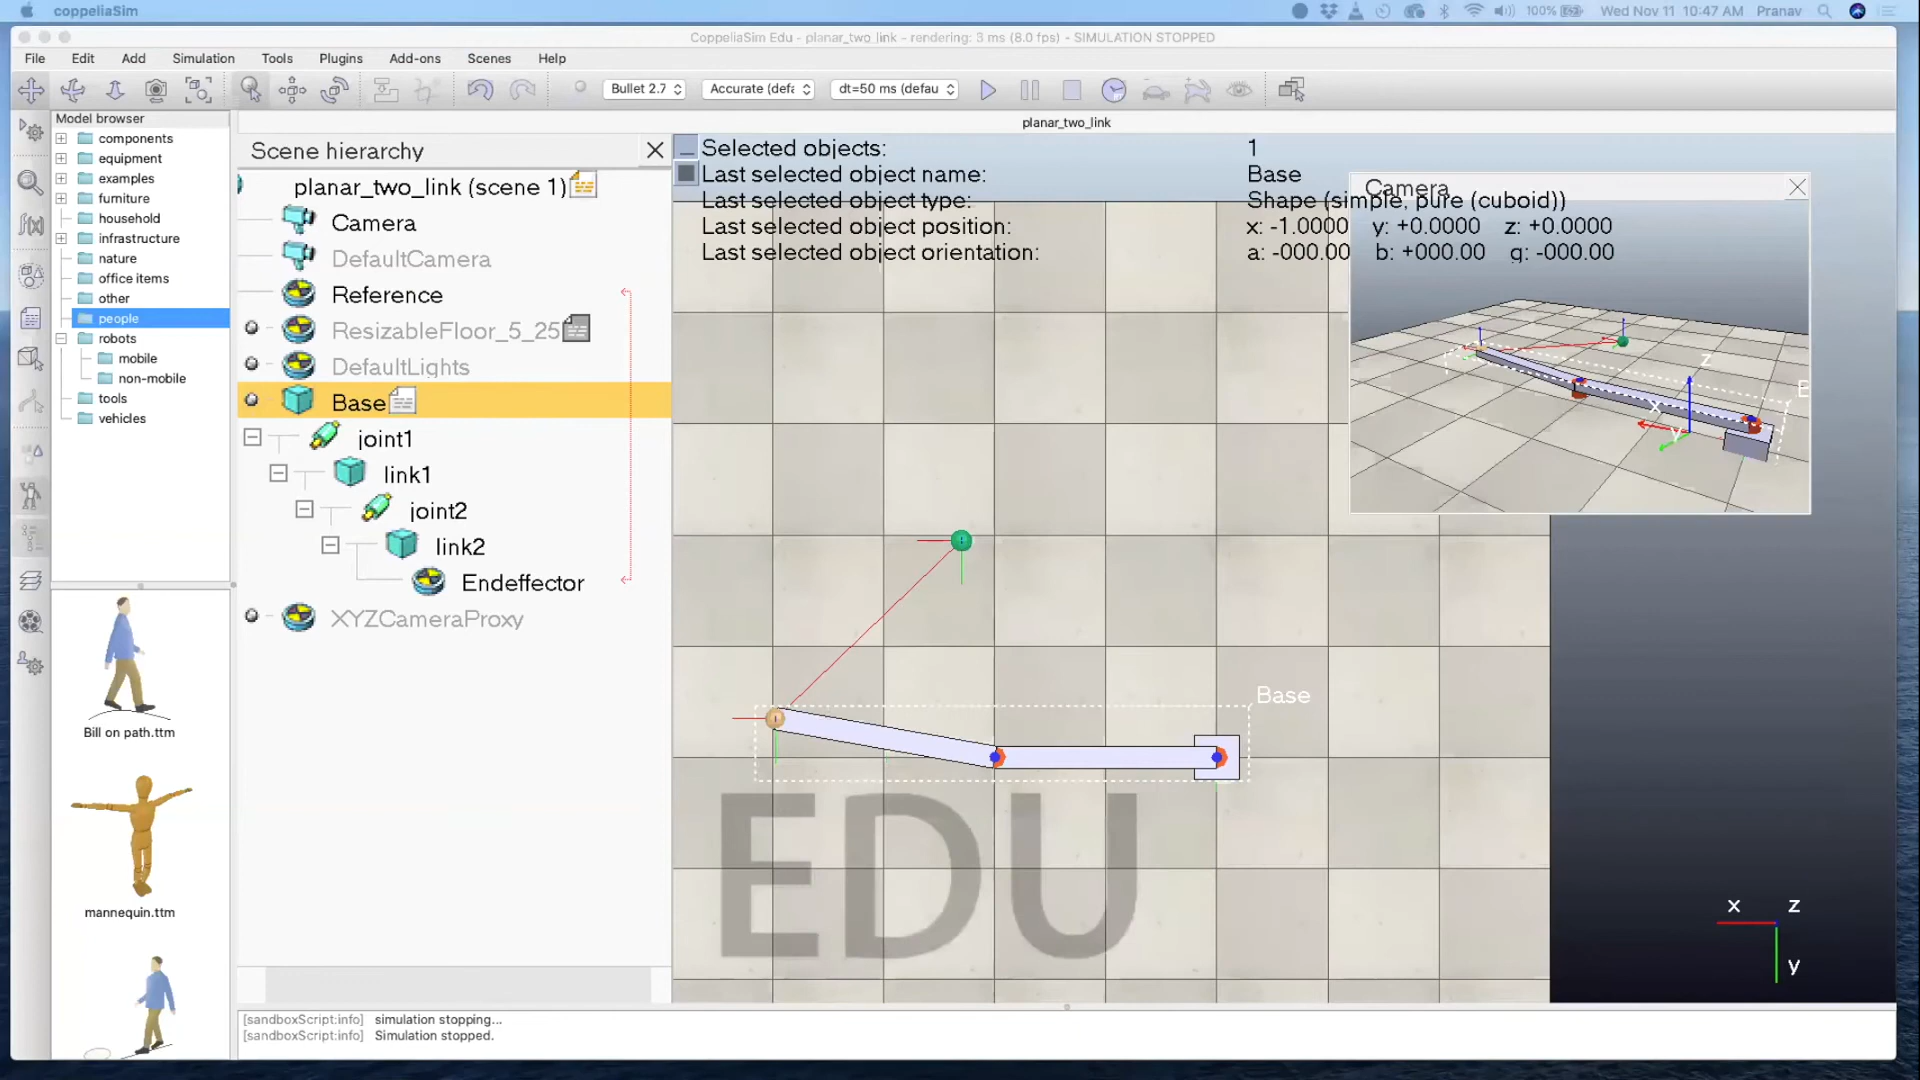 coppeliaSim
100%
Wed Nov 11 10:47 AM
Pranav
CoppeliaSim Edu - planar_two_link - rendering: 3 ms (8.0 fps) - SIMULATION STOPPED
File Edit Add Simulation Tools Plugins Add-ons Scenes Help
Bullet 2.7
Accurate (defa
dt=50 ms (defau
f(x)
Model browser
components
equipment
examples
furniture
household
infrastructure
nature
office items
other
people
robots
mobile
non-mobile
tools
vehicles
Bill on path.ttm
mannequin.ttm
planar_two_link
Scene hierarchy
planar_two_link (scene 1)
Camera
DefaultCamera
Reference
ResizableFloor_5_25
DefaultLights
Base
joint1
link1
joint2
link2
Endeffector
XYZCameraProxy
Selected objects: 1
Last selected object name: Base
Last selected object type: Shape (simple, pure (cuboid))
Last selected object position: x: -1.0000 y: +0.0000 z: +0.0000
Last selected object orientation: a: -000.00 b: +000.00 g: -000.00
Camera
z
x
y
Base
EDU
x z
y
[sandboxScript:info] simulation stopping...
[sandboxScript:info] Simulation stopped.